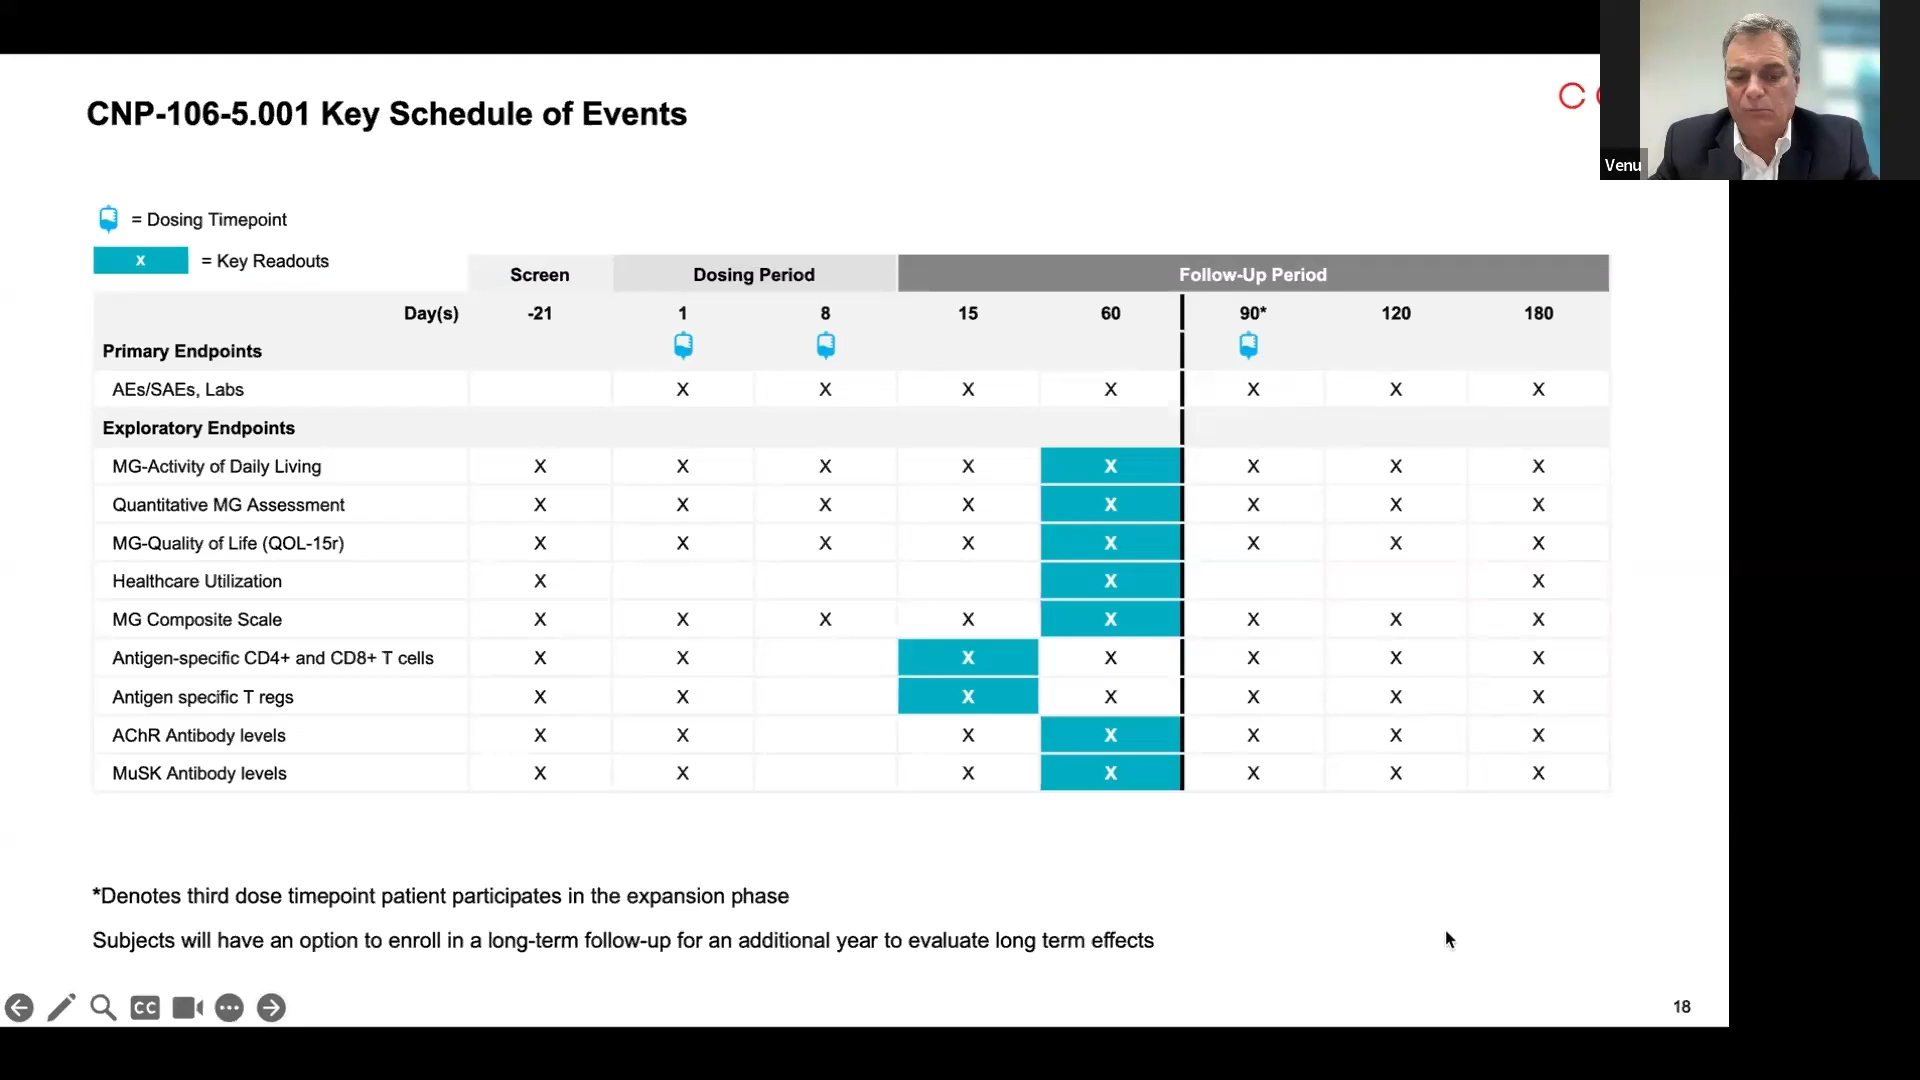 CNP-106-5.001 Key Schedule of Events
Venu
= Dosing Timepoint
X = Key Readouts
Screen Dosing Period Follow-Up Period
Day(s) -21 1 8 15 60 90* 120 180
Primary Endpoints
AEs/SAEs, Labs X X X X X X X
Exploratory Endpoints
MG-Activity of Daily Living X X X X X X X X
Quantitative MG Assessment X X X X X X X X
MG-Quality of Life (QOL-15r) X X X X X X X X
Healthcare Utilization X X X
MG Composite Scale X X X X X X X X
Antigen-specific CD4+ and CD8+ T cells X X X X X X X
Antigen specific T regs X X X X X X X
AChR Antibody levels X X X X X X X
MuSK Antibody levels X X X X X X X
*Denotes third dose timepoint patient participates in the expansion phase
Subjects will have an option to enroll in a long-term follow-up for an additional year to evaluate long term effects
CC
18